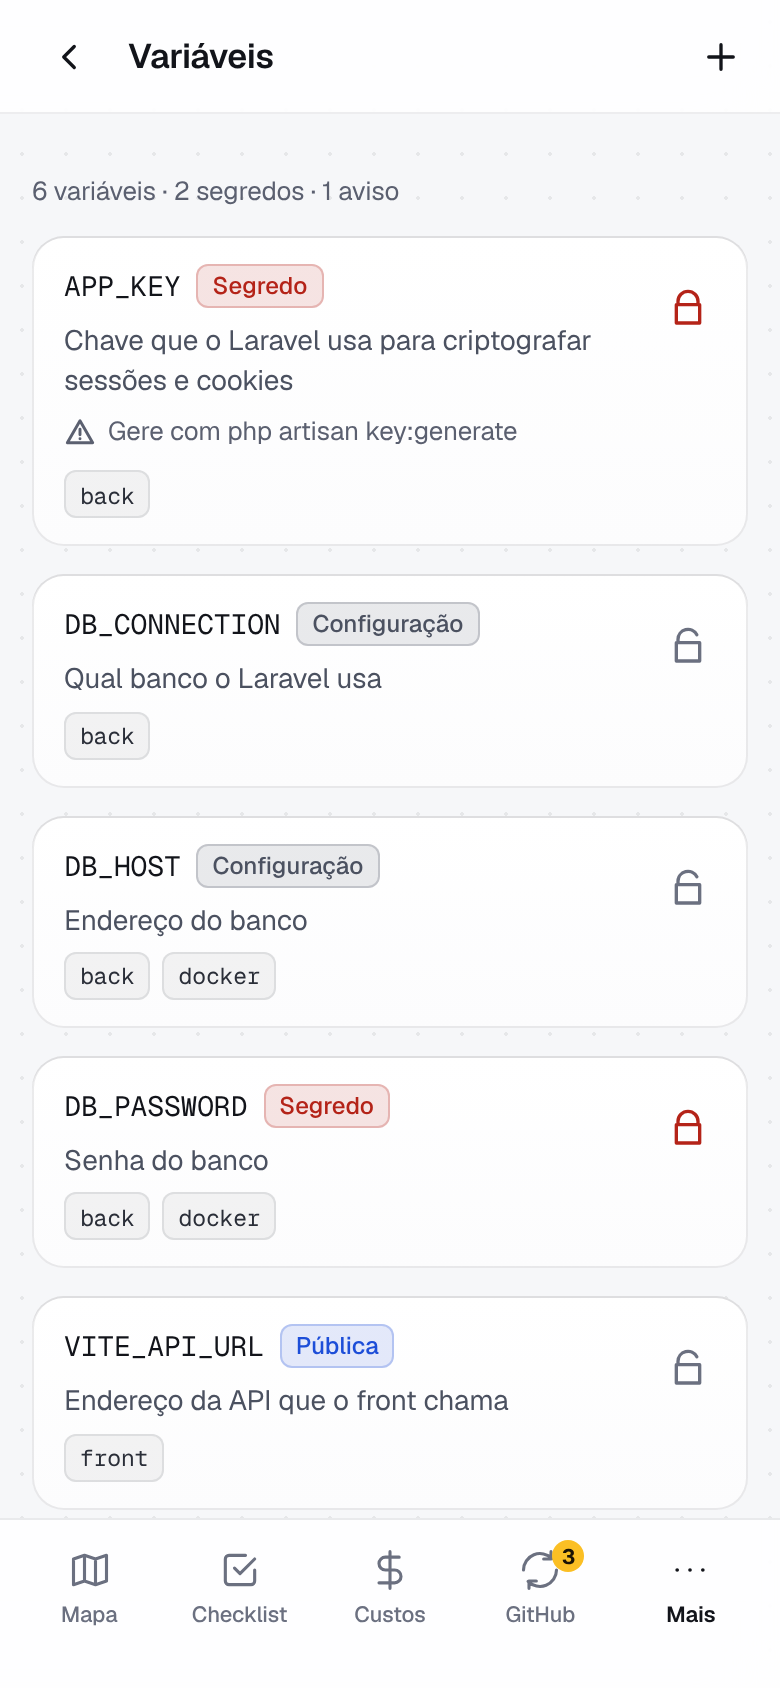 Variáveis
6 variáveis · 2 segredos · 1 aviso
APP_KEY Segredo
Chave que o Laravel usa para criptografar
sessões e cookies
Gere com php artisan key:generate
back
DB_CONNECTION Configuração
Qual banco o Laravel usa
back
DB_HOST Configuração
Endereço do banco
back docker
DB_PASSWORD Segredo
Senha do banco
back docker
VITE_API_URL Pública
Endereço da API que o front chama
front
3
Mapa Checklist Custos GitHub Mais